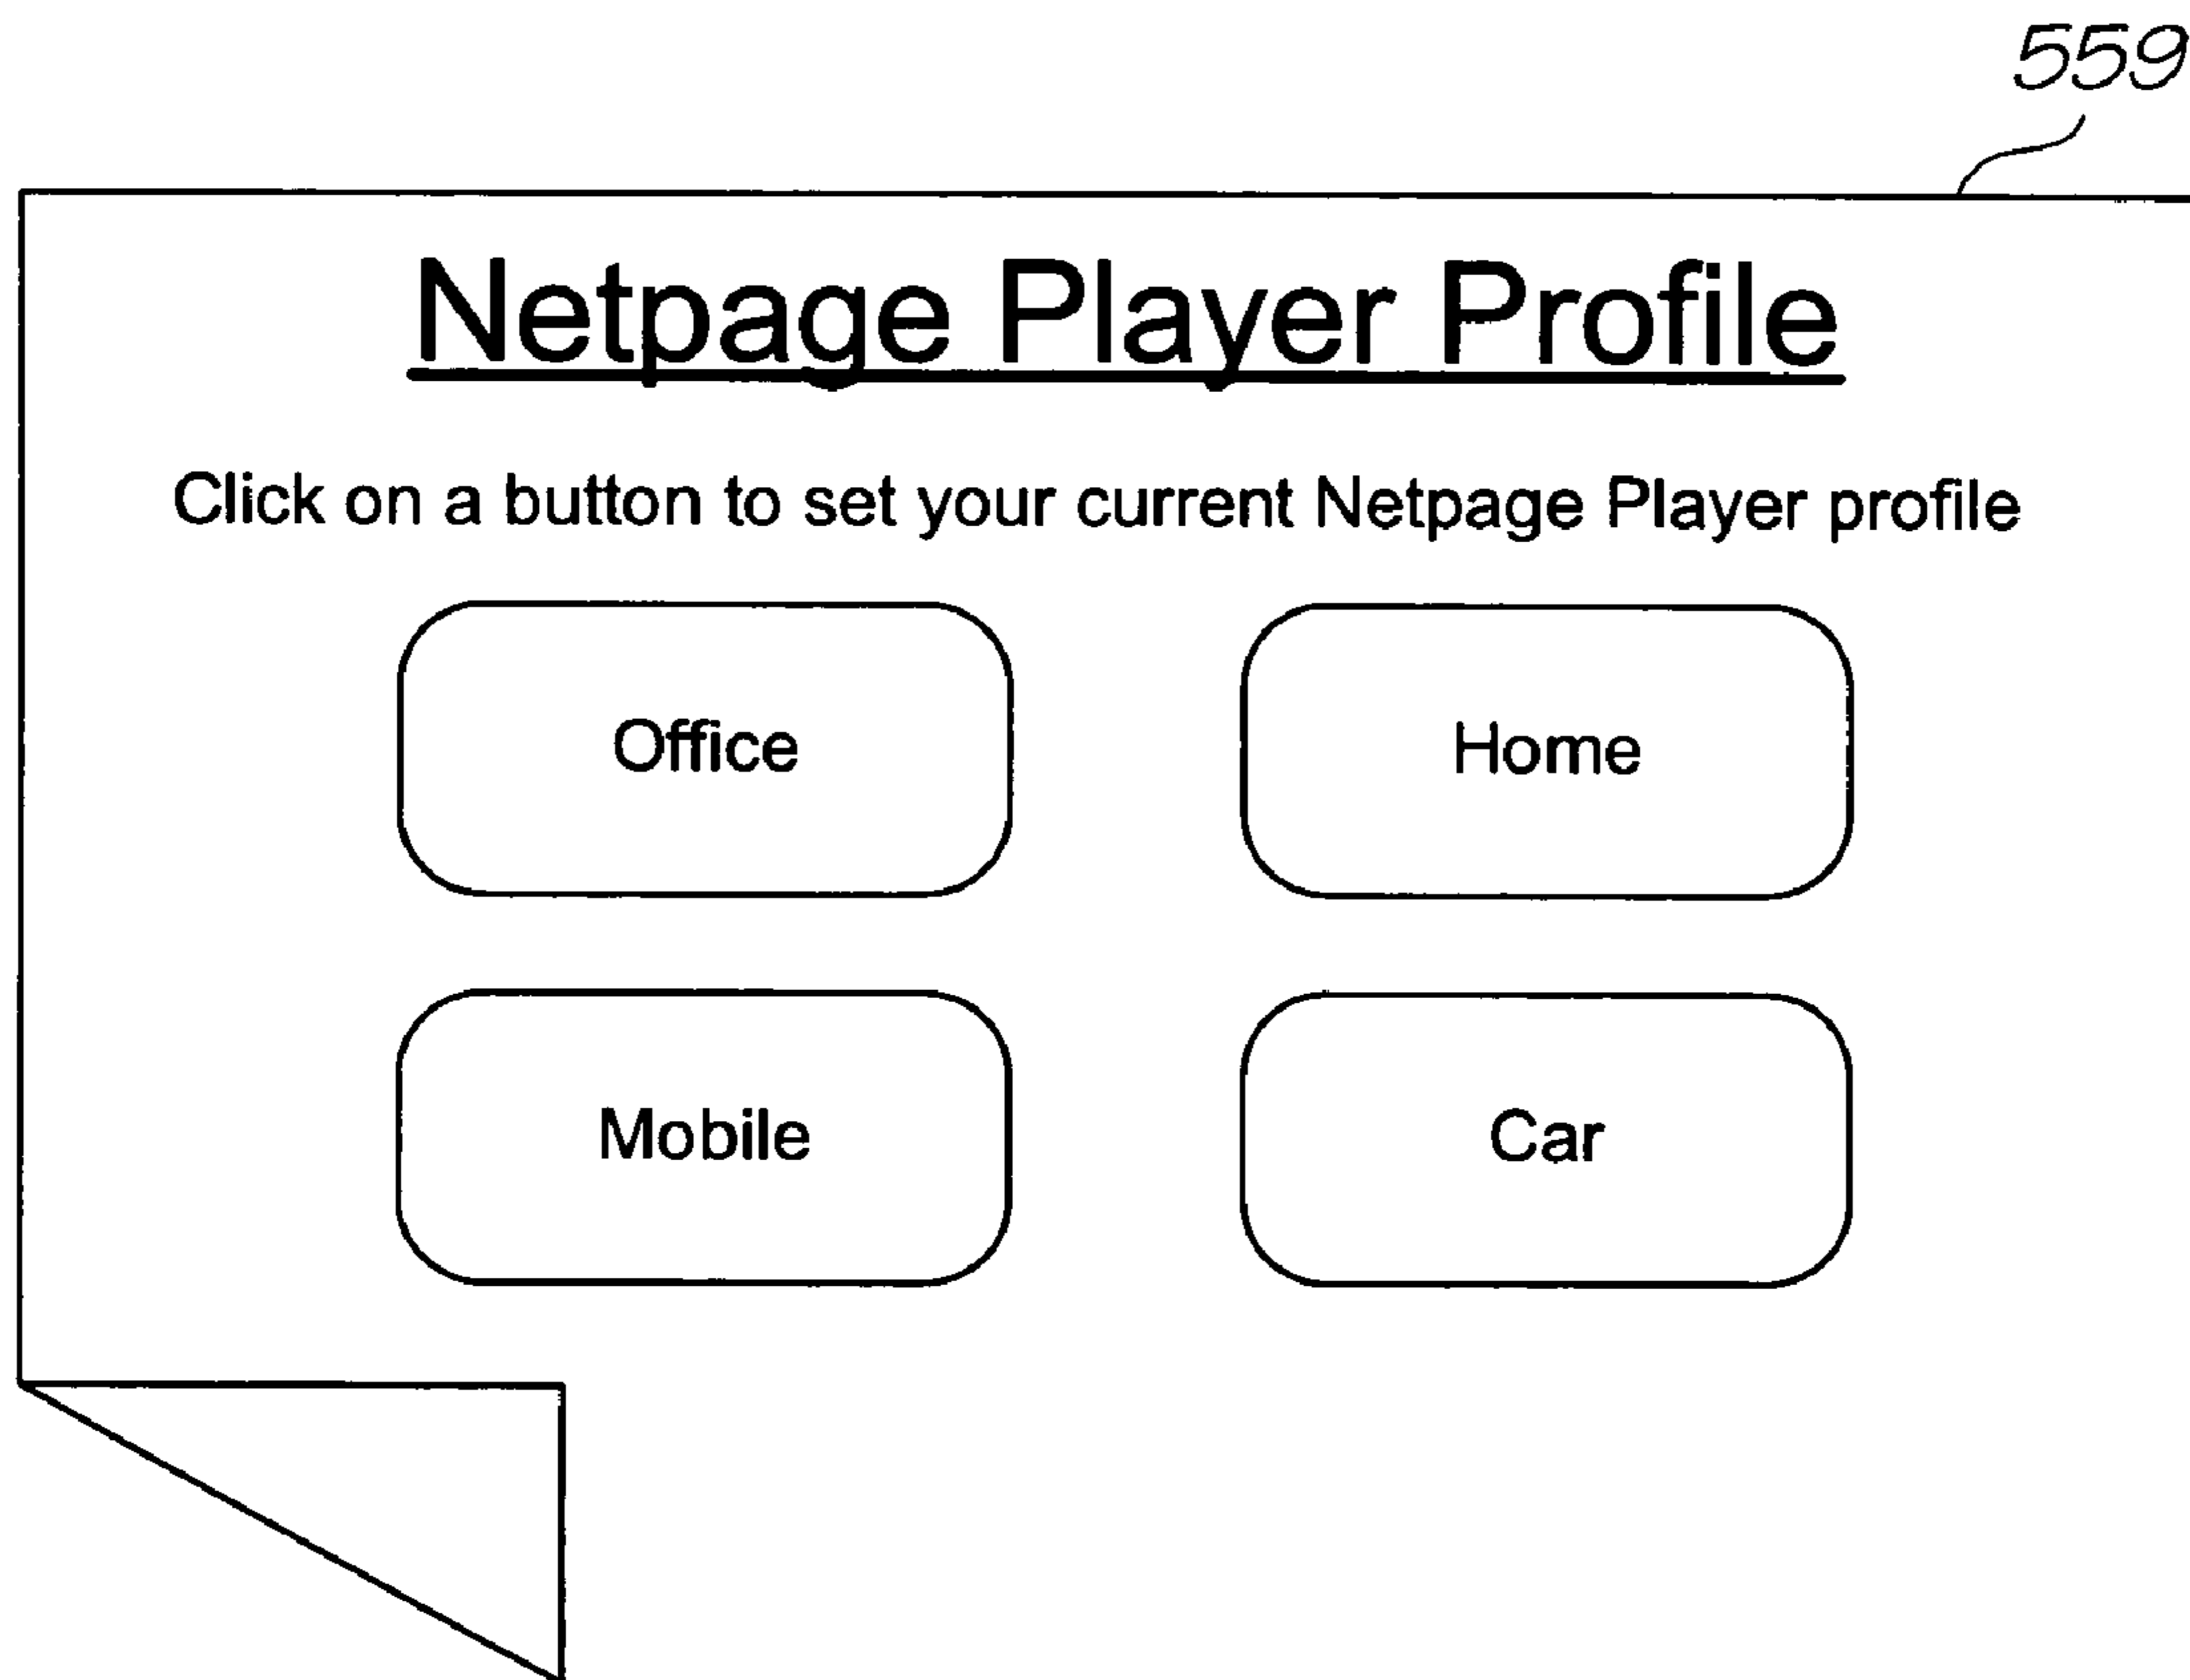 559
Netpage Player Profile
Click on a button to set your current Netpage Player profile
Office Home
Mobile Car